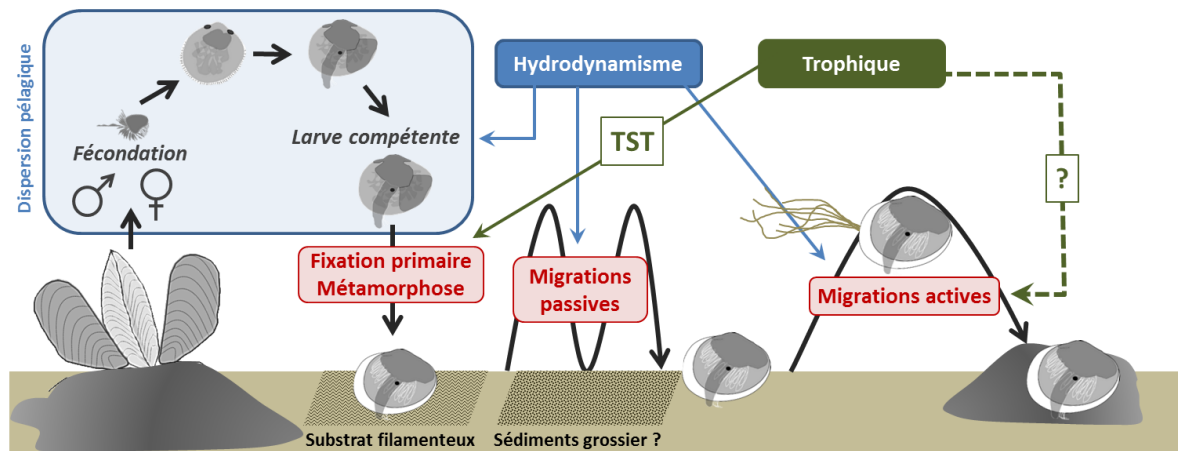 Dispersion pélagique
Fécondation
♂ ♀
Larve compétente
Hydrodynamisme
Trophique
TST
?
Fixation primaire
Métamorphose
Migrations
passives
Migrations actives
Substrat filamenteux
Sédiments grossier ?